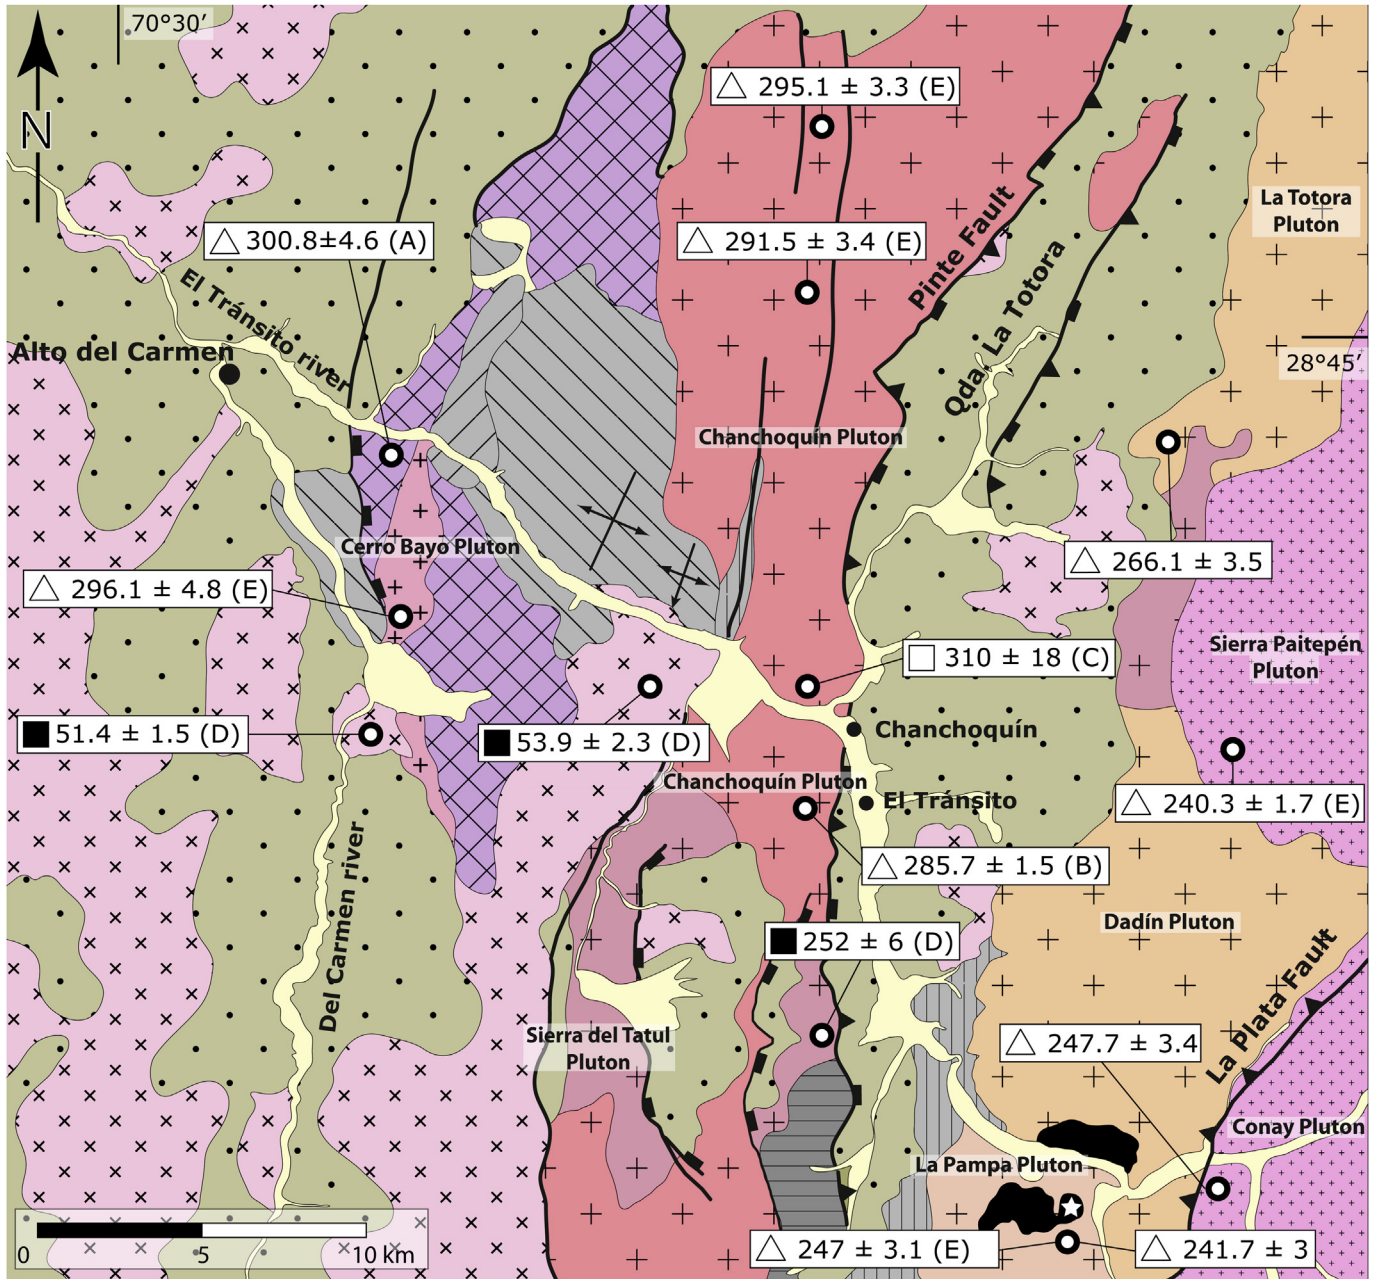 70°30′
N
△ 295.1 ± 3.3 (E)
La Totora
Pluton
△ 300.8±4.6 (A)
△ 291.5 ± 3.4 (E)
Pinte Fault
El Tránsito river
Qda. La Totora
Alto del Carmen
28°45′
Chanchoquín Pluton
Cerro Bayo Pluton
△ 266.1 ± 3.5
△ 296.1 ± 4.8 (E)
□ 310 ± 18 (C)
Sierra Paitepén
Pluton
■ 51.4 ± 1.5 (D)
■ 53.9 ± 2.3 (D)
Chanchoquín
Chanchoquín Pluton
El Tránsito
△ 240.3 ± 1.7 (E)
△ 285.7 ± 1.5 (B)
Del Carmen river
Dadín Pluton
■ 252 ± 6 (D)
La Plata Fault
Sierra del Tatul
Pluton
△ 247.7 ± 3.4
Conay Pluton
La Pampa Pluton
0 5 10 km
△ 247 ± 3.1 (E)
△ 241.7 ± 3